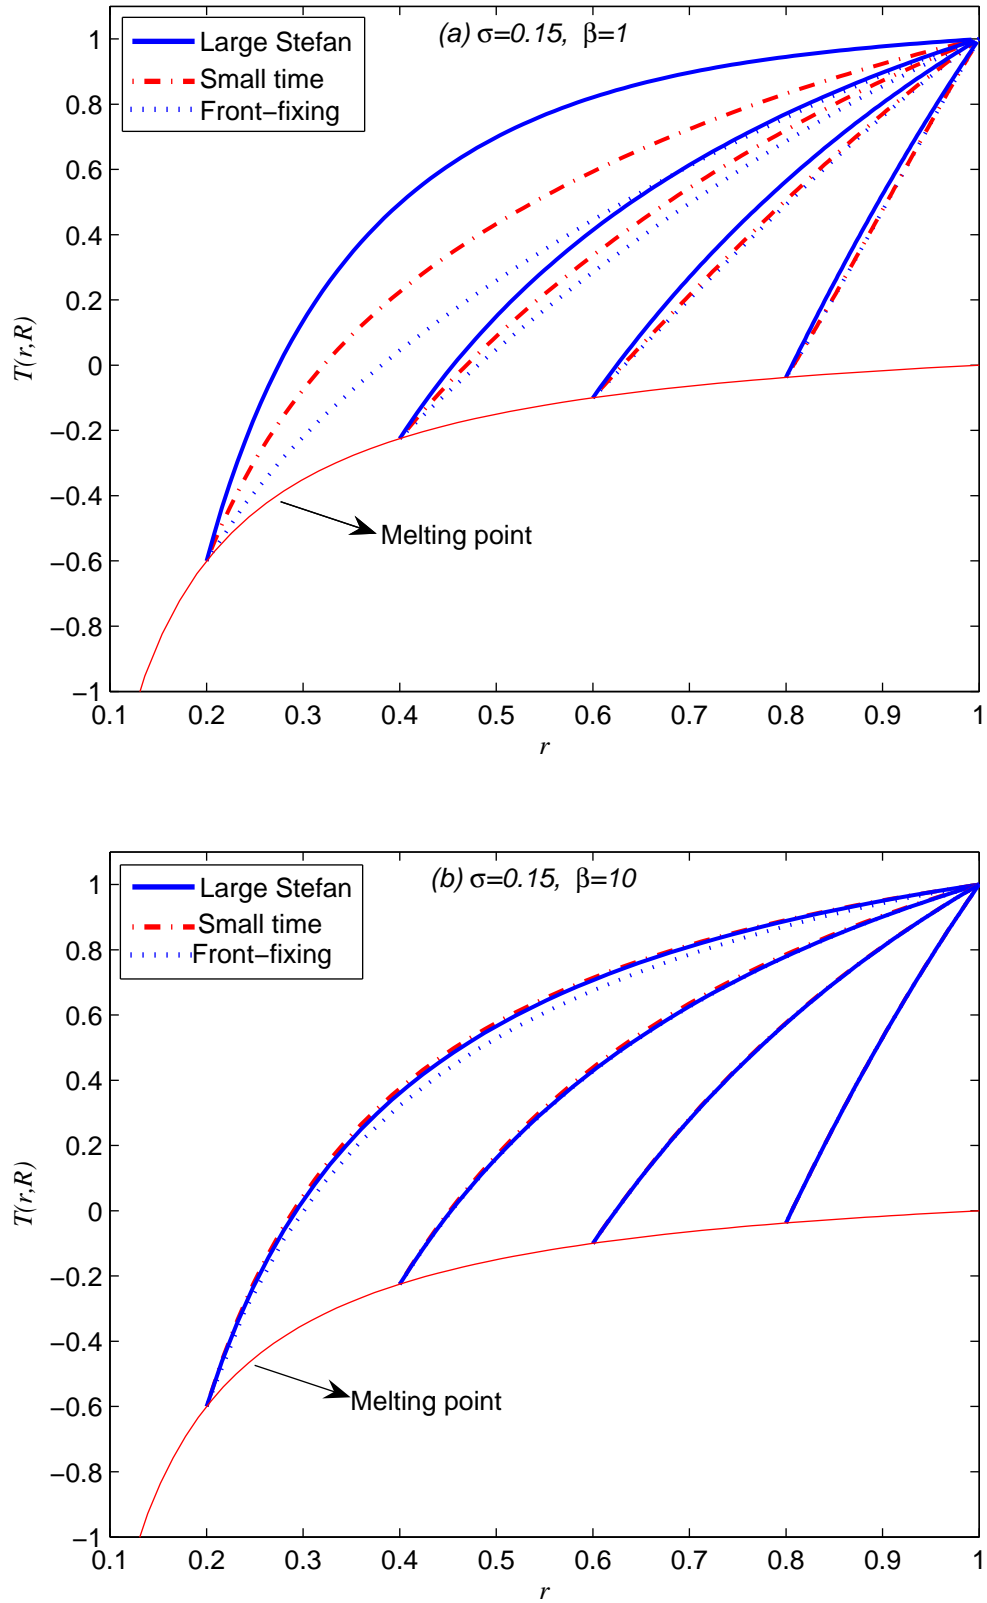 (a) σ=0.15, β=1
Large Stefan
Small time
Front−fixing
1
0.8
0.6
0.4
0.2
0
−0.2
−0.4
−0.6
−0.8
−1
T(r,R)
Melting point
0.1 0.2 0.3 0.4 0.5 0.6 0.7 0.8 0.9 1
r
(b) σ=0.15, β=10
Large Stefan
Small time
Front−fixing
1
0.8
0.6
0.4
0.2
0
−0.2
−0.4
−0.6
−0.8
−1
T(r,R)
Melting point
0.1 0.2 0.3 0.4 0.5 0.6 0.7 0.8 0.9 1
r